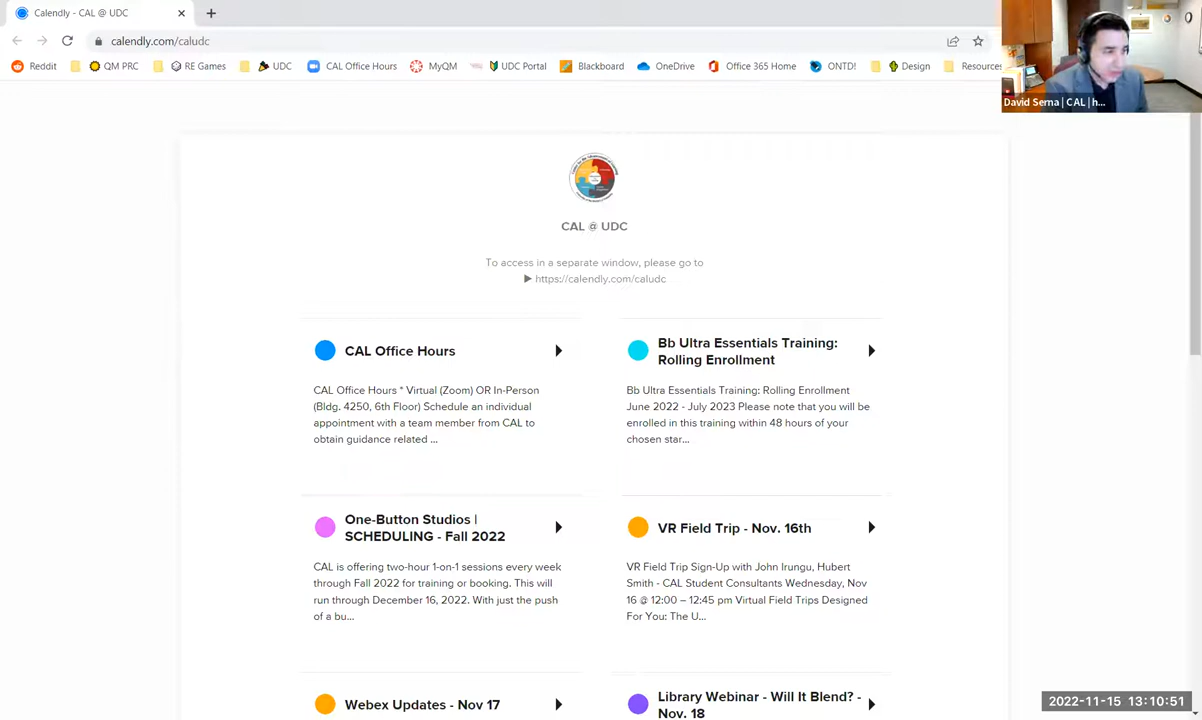 Calendly - CAL @ UDC
calendly.com/caludc
Reddit QM PRC RE Games UDC CAL Office Hours MyQM UDC Portal Blackboard OneDrive Office 365 Home ONTD! Design Resources
David Serna | CAL | h...
CAL @ UDC
To access in a separate window, please go to
https://calendly.com/caludc
CAL Office Hours
CAL Office Hours * Virtual (Zoom) OR In-Person
(Bldg. 4250, 6th Floor) Schedule an individual
appointment with a team member from CAL to
obtain guidance related ...
Bb Ultra Essentials Training:
Rolling Enrollment
Bb Ultra Essentials Training: Rolling Enrollment
June 2022 - July 2023 Please note that you will be
enrolled in this training within 48 hours of your
chosen star...
One-Button Studios |
SCHEDULING - Fall 2022
CAL is offering two-hour 1-on-1 sessions every week
through Fall 2022 for training or booking. This will
run through December 16, 2022. With just the push
of a bu...
VR Field Trip - Nov. 16th
VR Field Trip Sign-Up with John Irungu, Hubert
Smith - CAL Student Consultants Wednesday, Nov
16 @ 12:00 – 12:45 pm Virtual Field Trips Designed
For You: The U...
Webex Updates - Nov 17
Library Webinar - Will It Blend? -
Nov. 18
2022-11-15 13:10:51